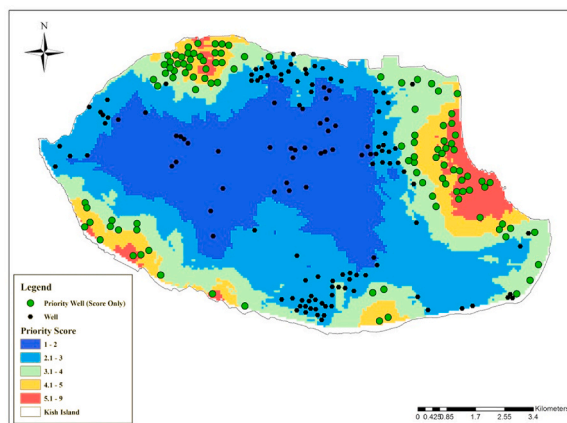 N
Legend
Priority Well (Score Only)
Well
Priority Score
1 - 2
2.1 - 3
3.1 - 4
4.1 - 5
5.1 - 9
Kish Island
Kilometers
0 0.425 0.85 1.7 2.55 3.4